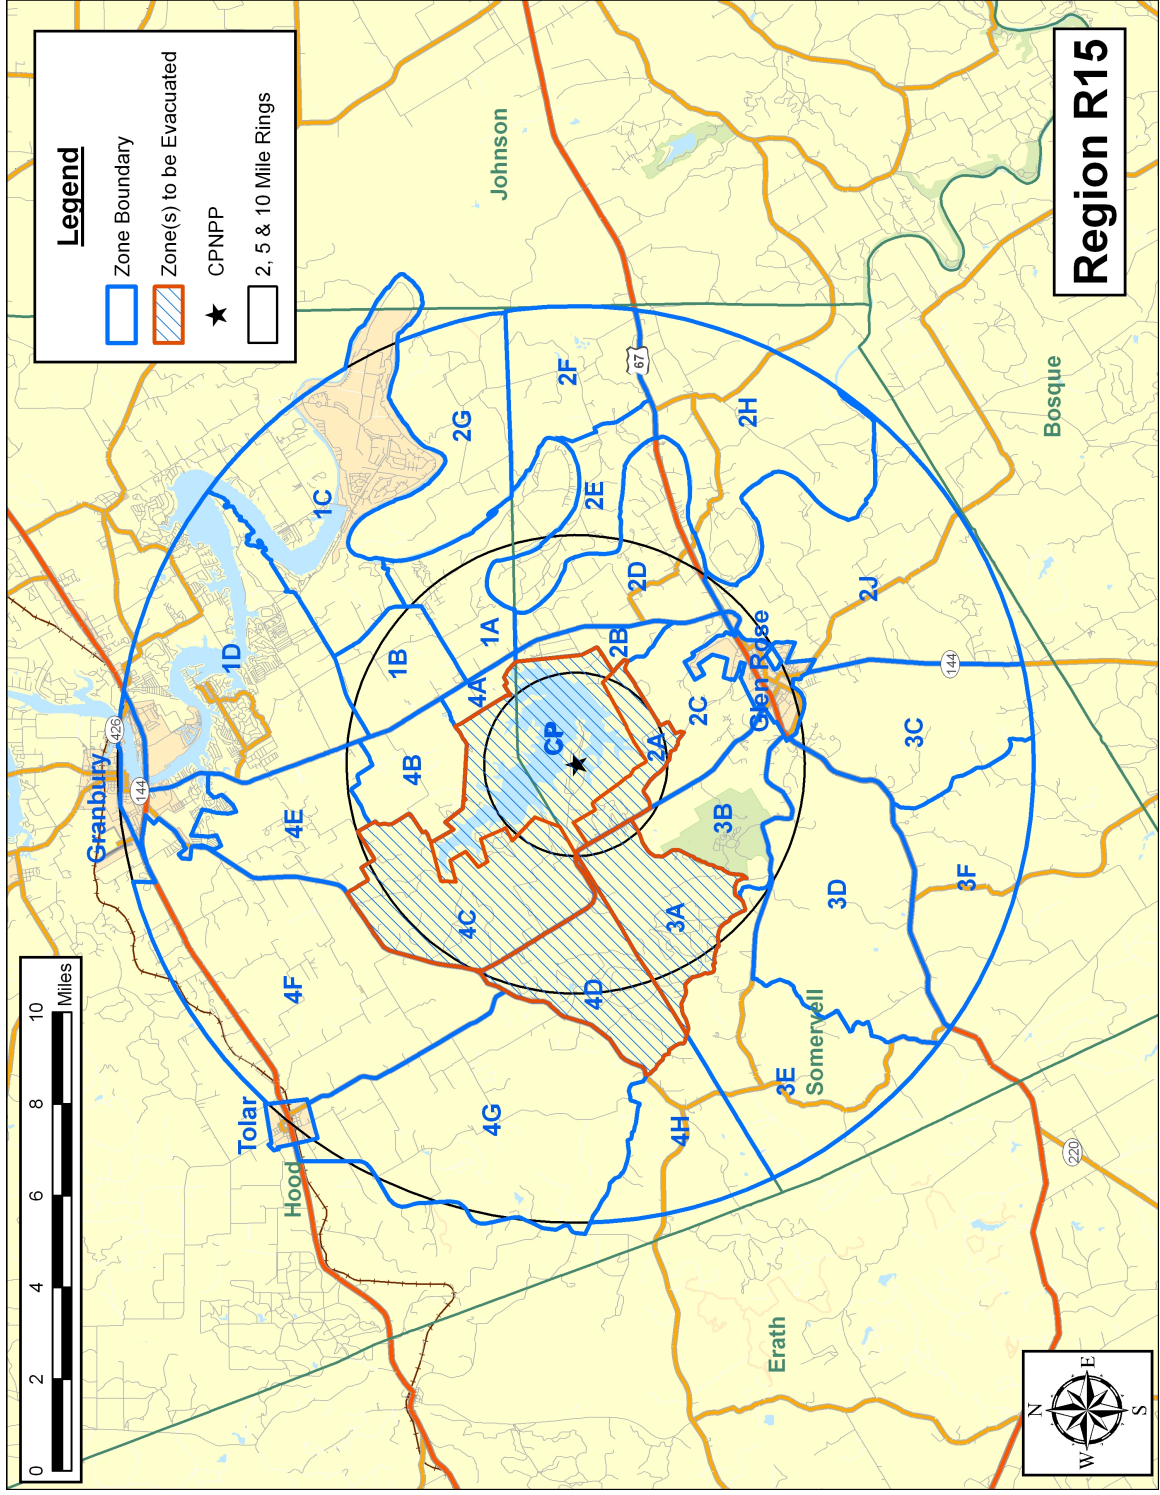 Legend
Zone Boundary
Zone(s) to be Evacuated
CPNPP
2, 5 & 10 Mile Rings
Region R15
0 2 4 6 8 10
Miles
Granbury
426
144
Tolar
Hood
Johnson
1D
1C
4E
4F
2G
1B
1A
4A
4B
4C
2F
2E
67
CP
2D
2B
2A
2C
2H
4D
3A
3B
4G
4H
Glen Rose
2J
144
3C
3D
3F
3E
Somervell
Bosque
Erath
220
N
W E
S